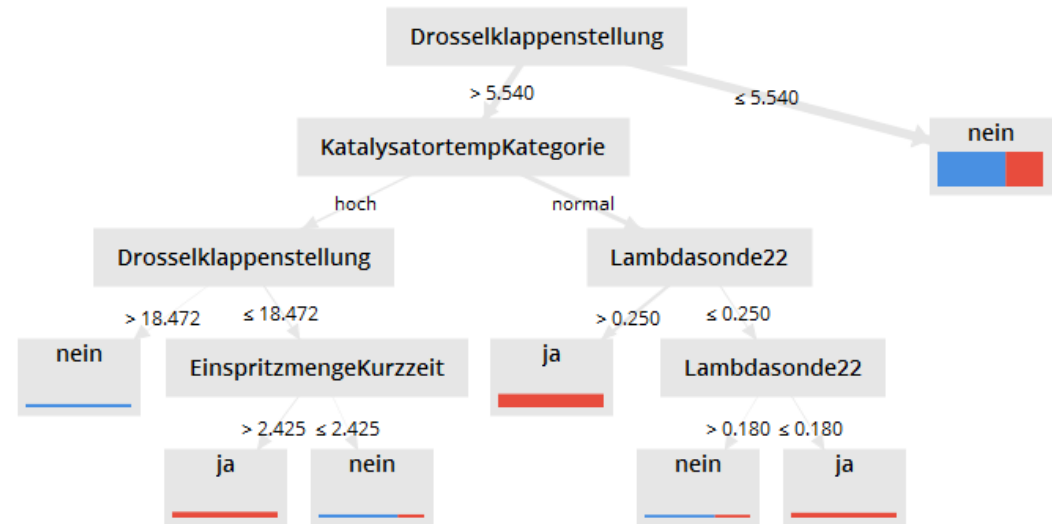 Drosselklappenstellung
> 5.540
≤ 5.540
nein
KatalysatortempKategorie
hoch
normal
Drosselklappenstellung
Lambdasonde22
> 18.472
≤ 18.472
> 0.250
≤ 0.250
nein
EinspritzmengeKurzzeit
ja
Lambdasonde22
> 2.425
≤ 2.425
> 0.180
≤ 0.180
ja
nein
nein
ja